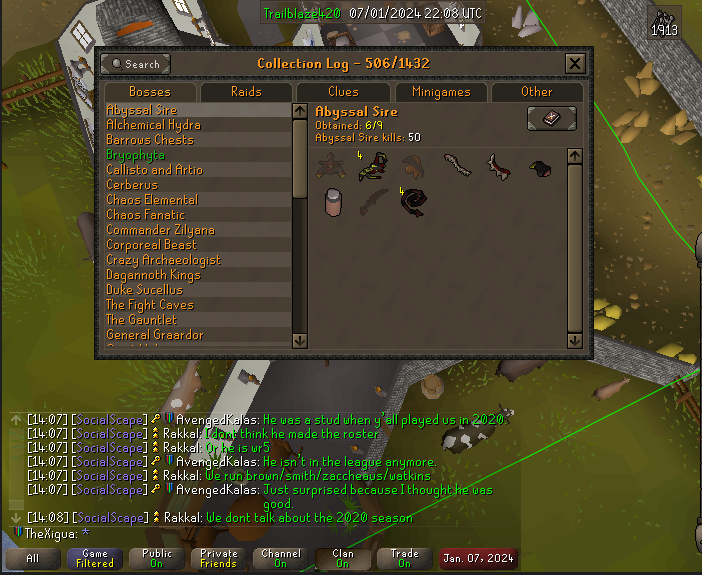 Trailblaze420 07/01/2024 22:08 UTC
1913
Search
Collection Log - 506/1432
Bosses Raids Clues Minigames Other
Abyssal Sire
Alchemical Hydra
Barrows Chests
Bryophyta
Callisto and Artio
Cerberus
Chaos Elemental
Chaos Fanatic
Commander Zilyana
Corporeal Beast
Crazy Archaeologist
Dagannoth Kings
Duke Sucellus
The Fight Caves
The Gauntlet
General Graardor
Abyssal Sire
Obtained: 6/9
Abyssal Sire kills: 50
4
4
[14:07] [SocialScape] AvengedKalas: He was a stud when y'all played us in 2020.
[14:07] [SocialScape] Rakkal: I dont think he made the roster
[14:07] [SocialScape] Rakkal: Or he is wr5
[14:07] [SocialScape] AvengedKalas: He isn't in the league anymore.
[14:07] [SocialScape] Rakkal: We run brown/smith/zaccheaus/watkins
[14:07] [SocialScape] AvengedKalas: Just surprised because I thought he was
good.
[14:08] [SocialScape] Rakkal: We dont talk about the 2020 season
TheXigua: *
All
Game
Filtered
Public
On
Private
Friends
Channel
On
Clan
On
Trade
On
Jan. 07, 2024